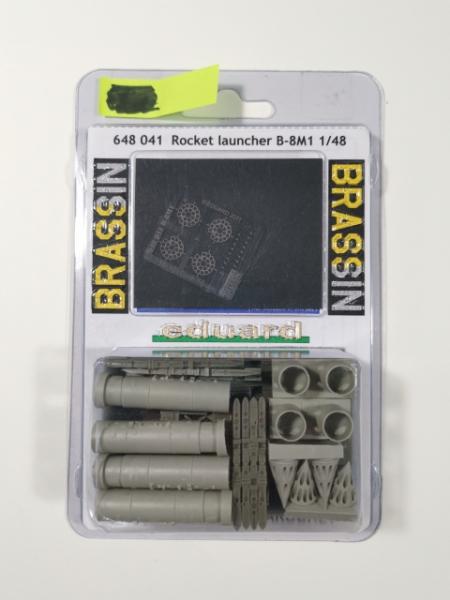 648 041 Rocket launcher B-8M1 1/48
BRASSIN
BRASSIN
eduard